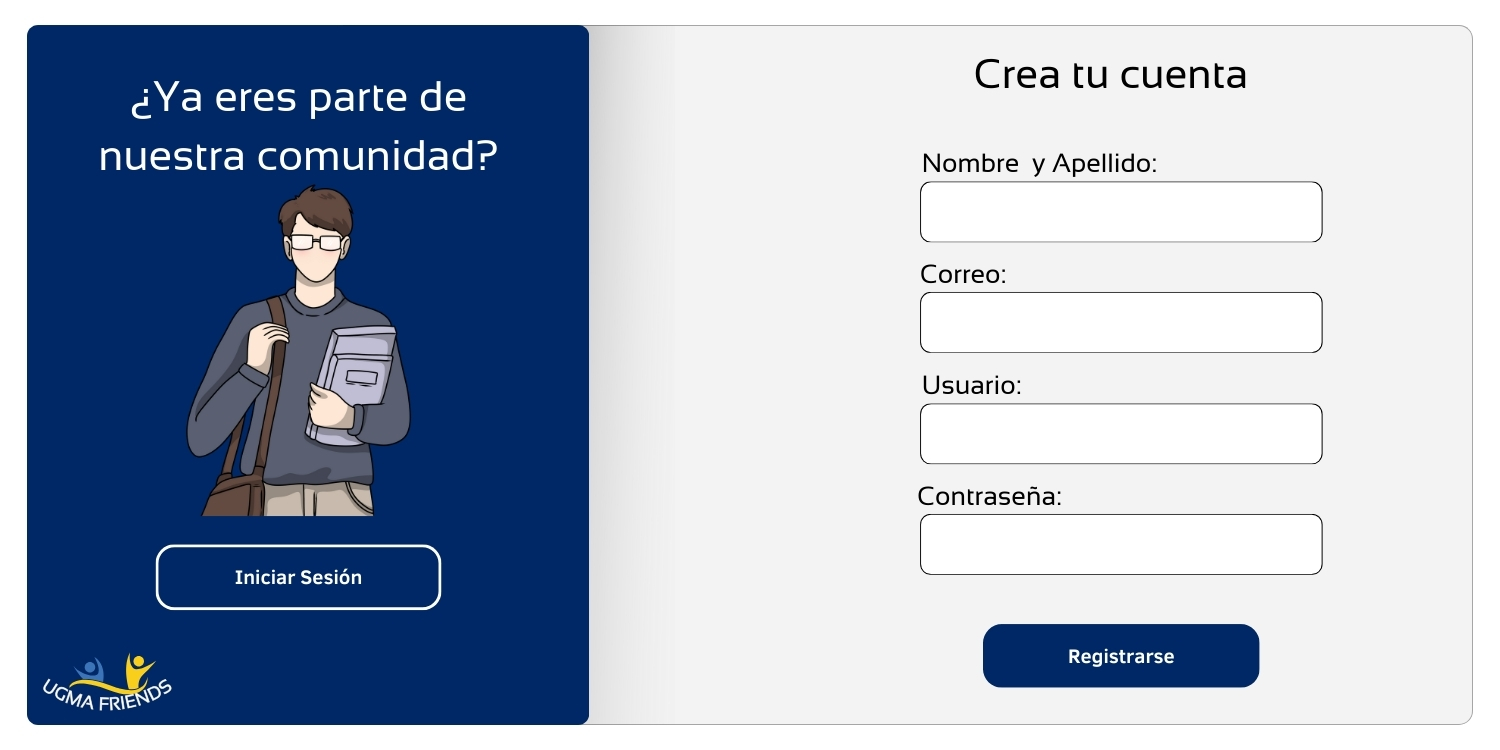 ¿Ya eres parte de
nuestra comunidad?
Iniciar Sesión
UGMA FRIENDS
Crea tu cuenta
Nombre y Apellido:
Correo:
Usuario:
Contraseña:
Registrarse